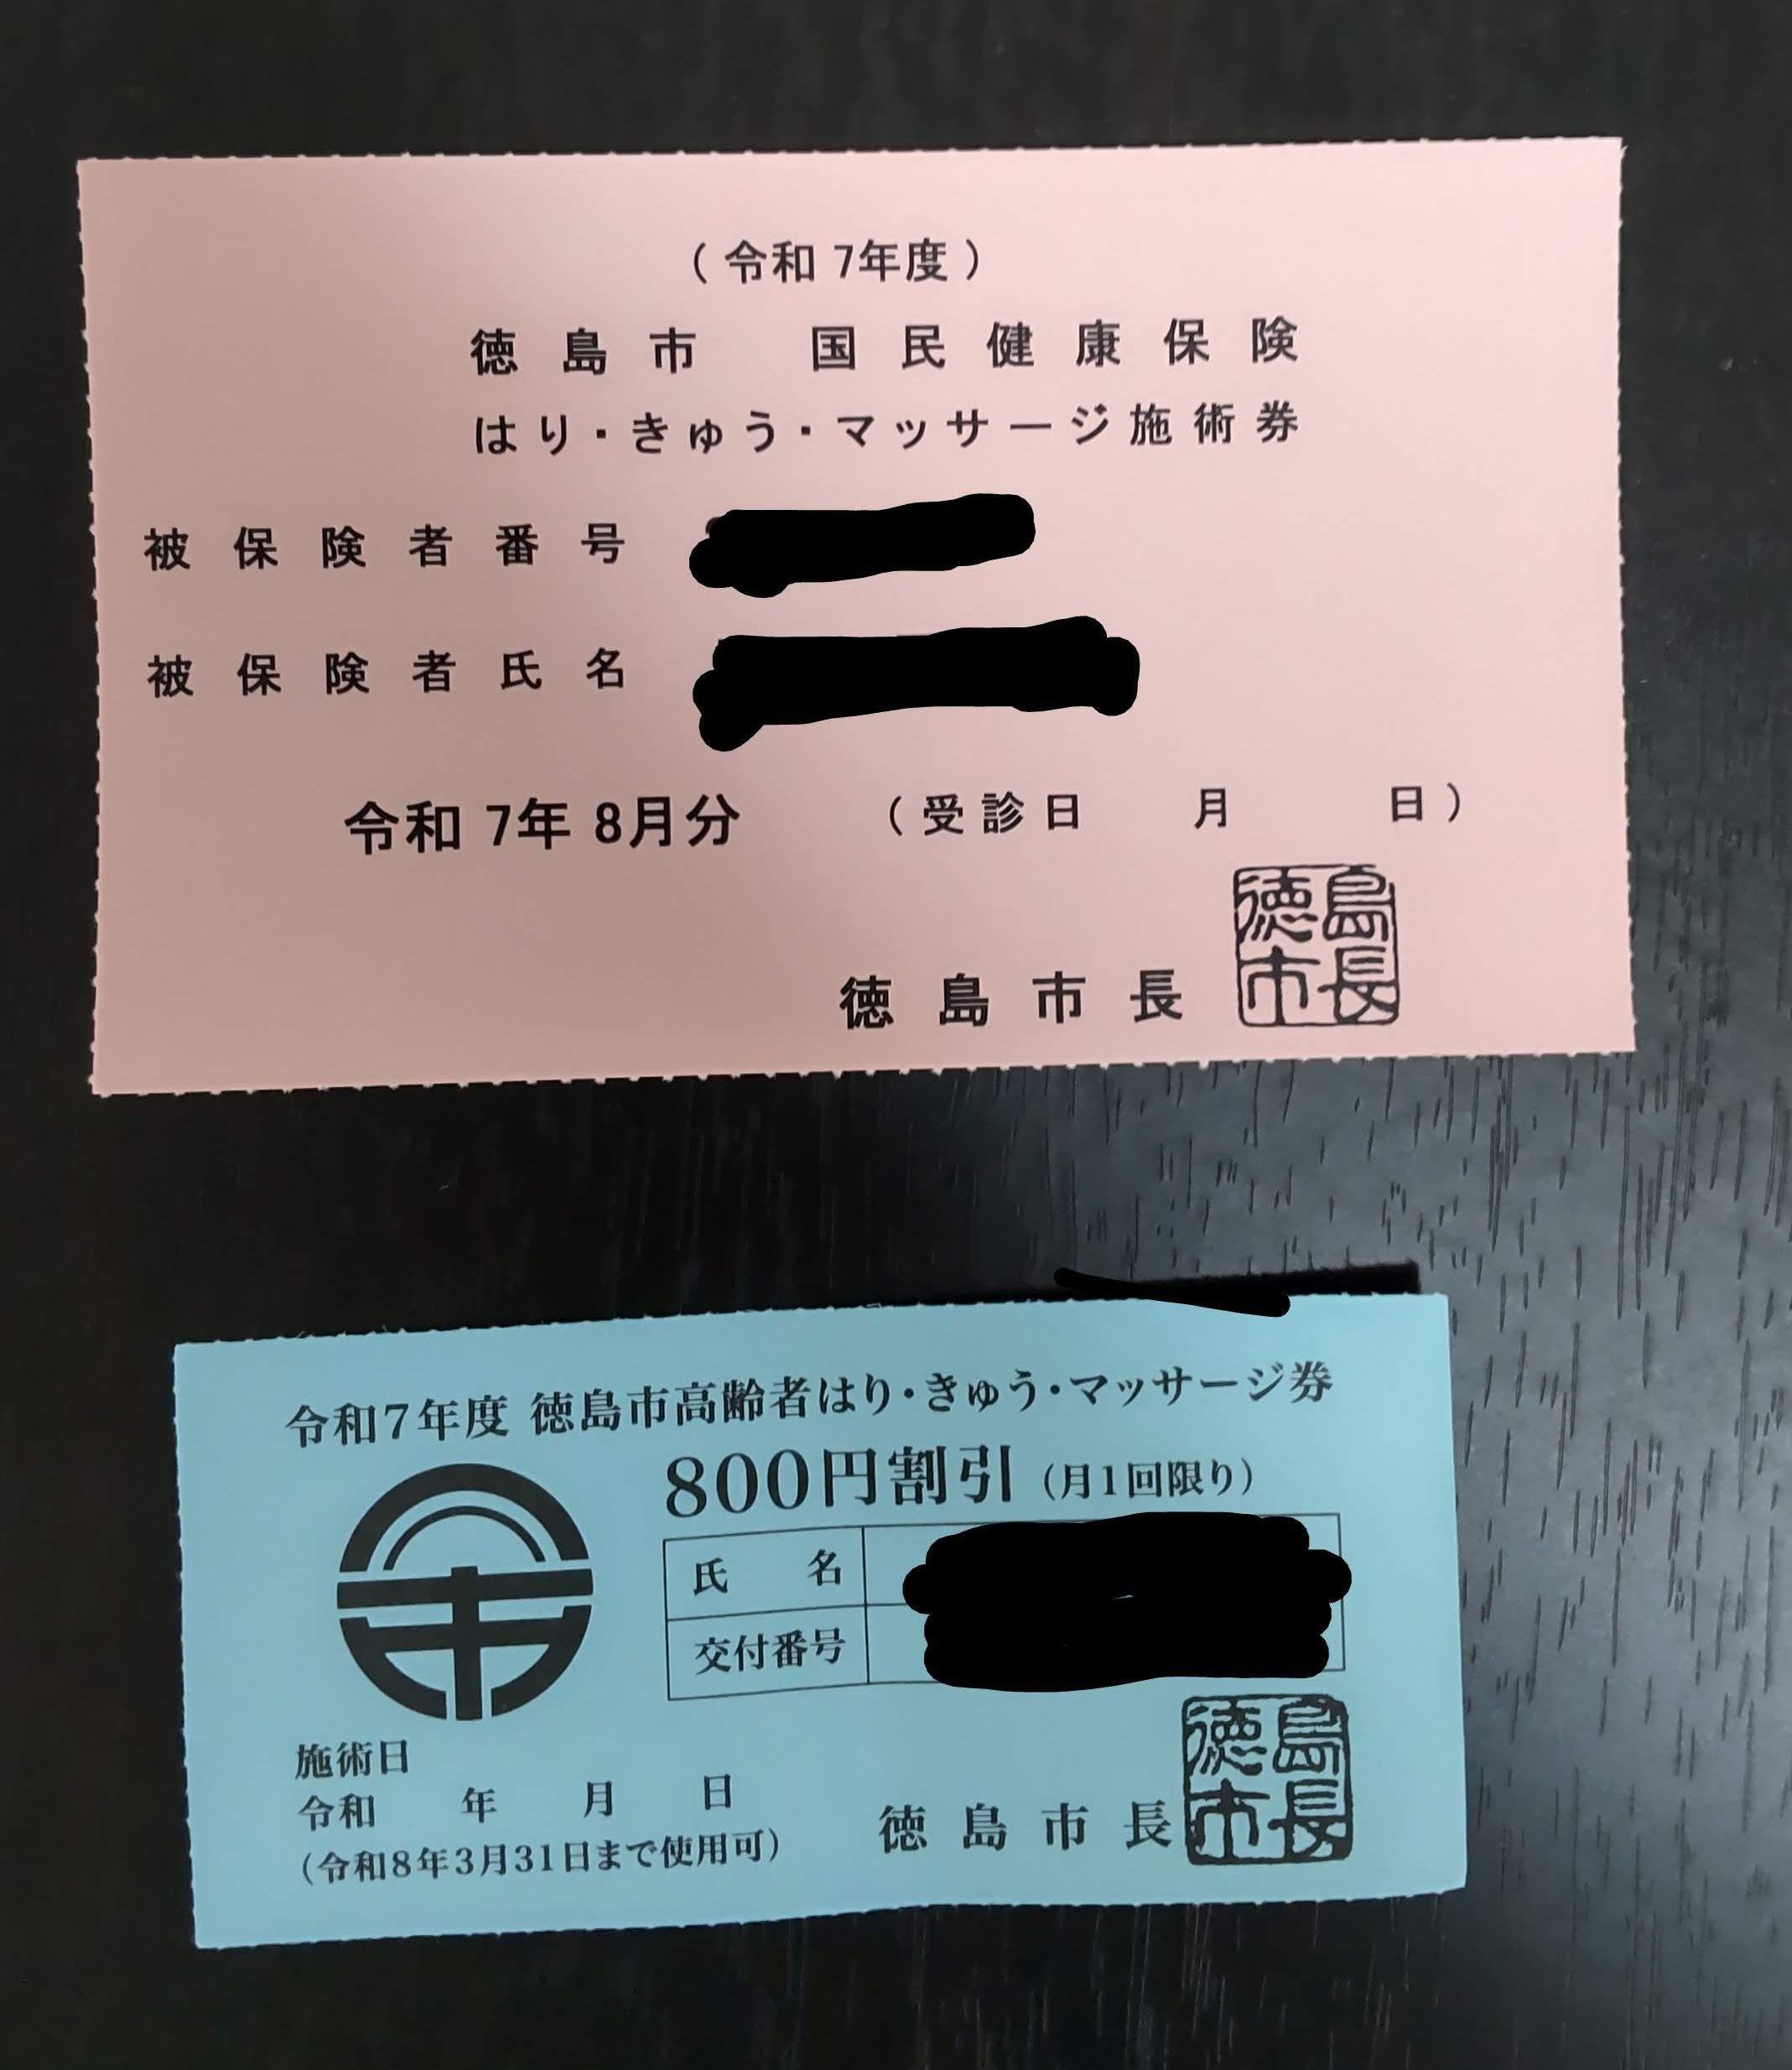 （令和 7年度）
徳島市 国民健康保険
はり・きゅう・マッサージ施術券
被保険者番号
被保険者氏名
令和 7年 8月分 （受診日 月 日）
徳島市長
徳島市長
令和7年度 徳島市高齢者はり・きゅう・マッサージ券
800円割引（月1回限り）
氏 名
交付番号
施術日
令和 年 月 日
（令和8年3月31日まで使用可）
徳島市長
徳島市長